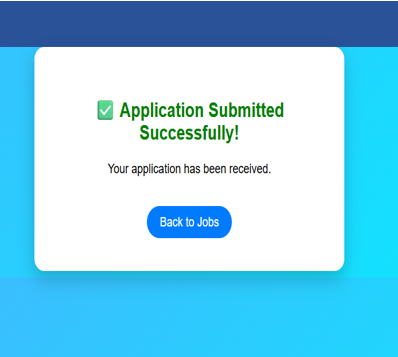 ✅ Application Submitted
Successfully!
Your application has been received.
Back to Jobs